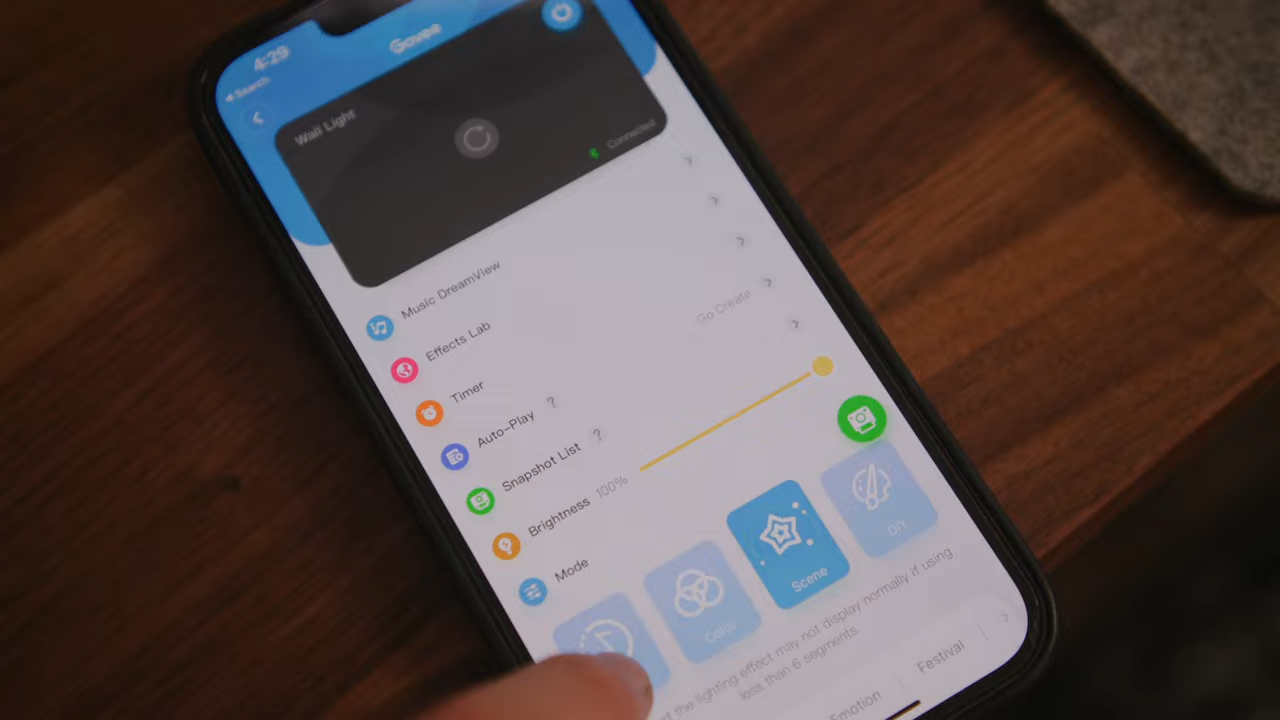 4:29
Search
Govee
Wall Light
Connected
Music DreamView
Effects Lab
Timer
Auto-Play ?
Go Create
Snapshot List ?
Brightness 100%
Mode
Color
Scene
DIY
the lighting effect may not display normally if using
less than 6 segments.
Emotion
Festival